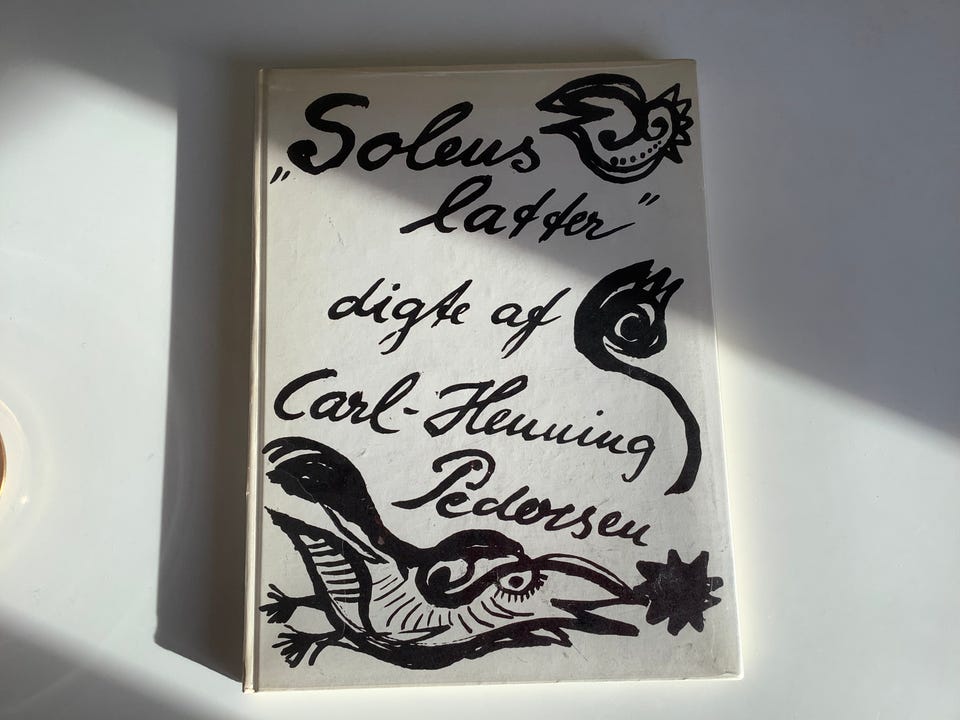 „Solens
latter”
digte af
Carl-Henning
Pedersen